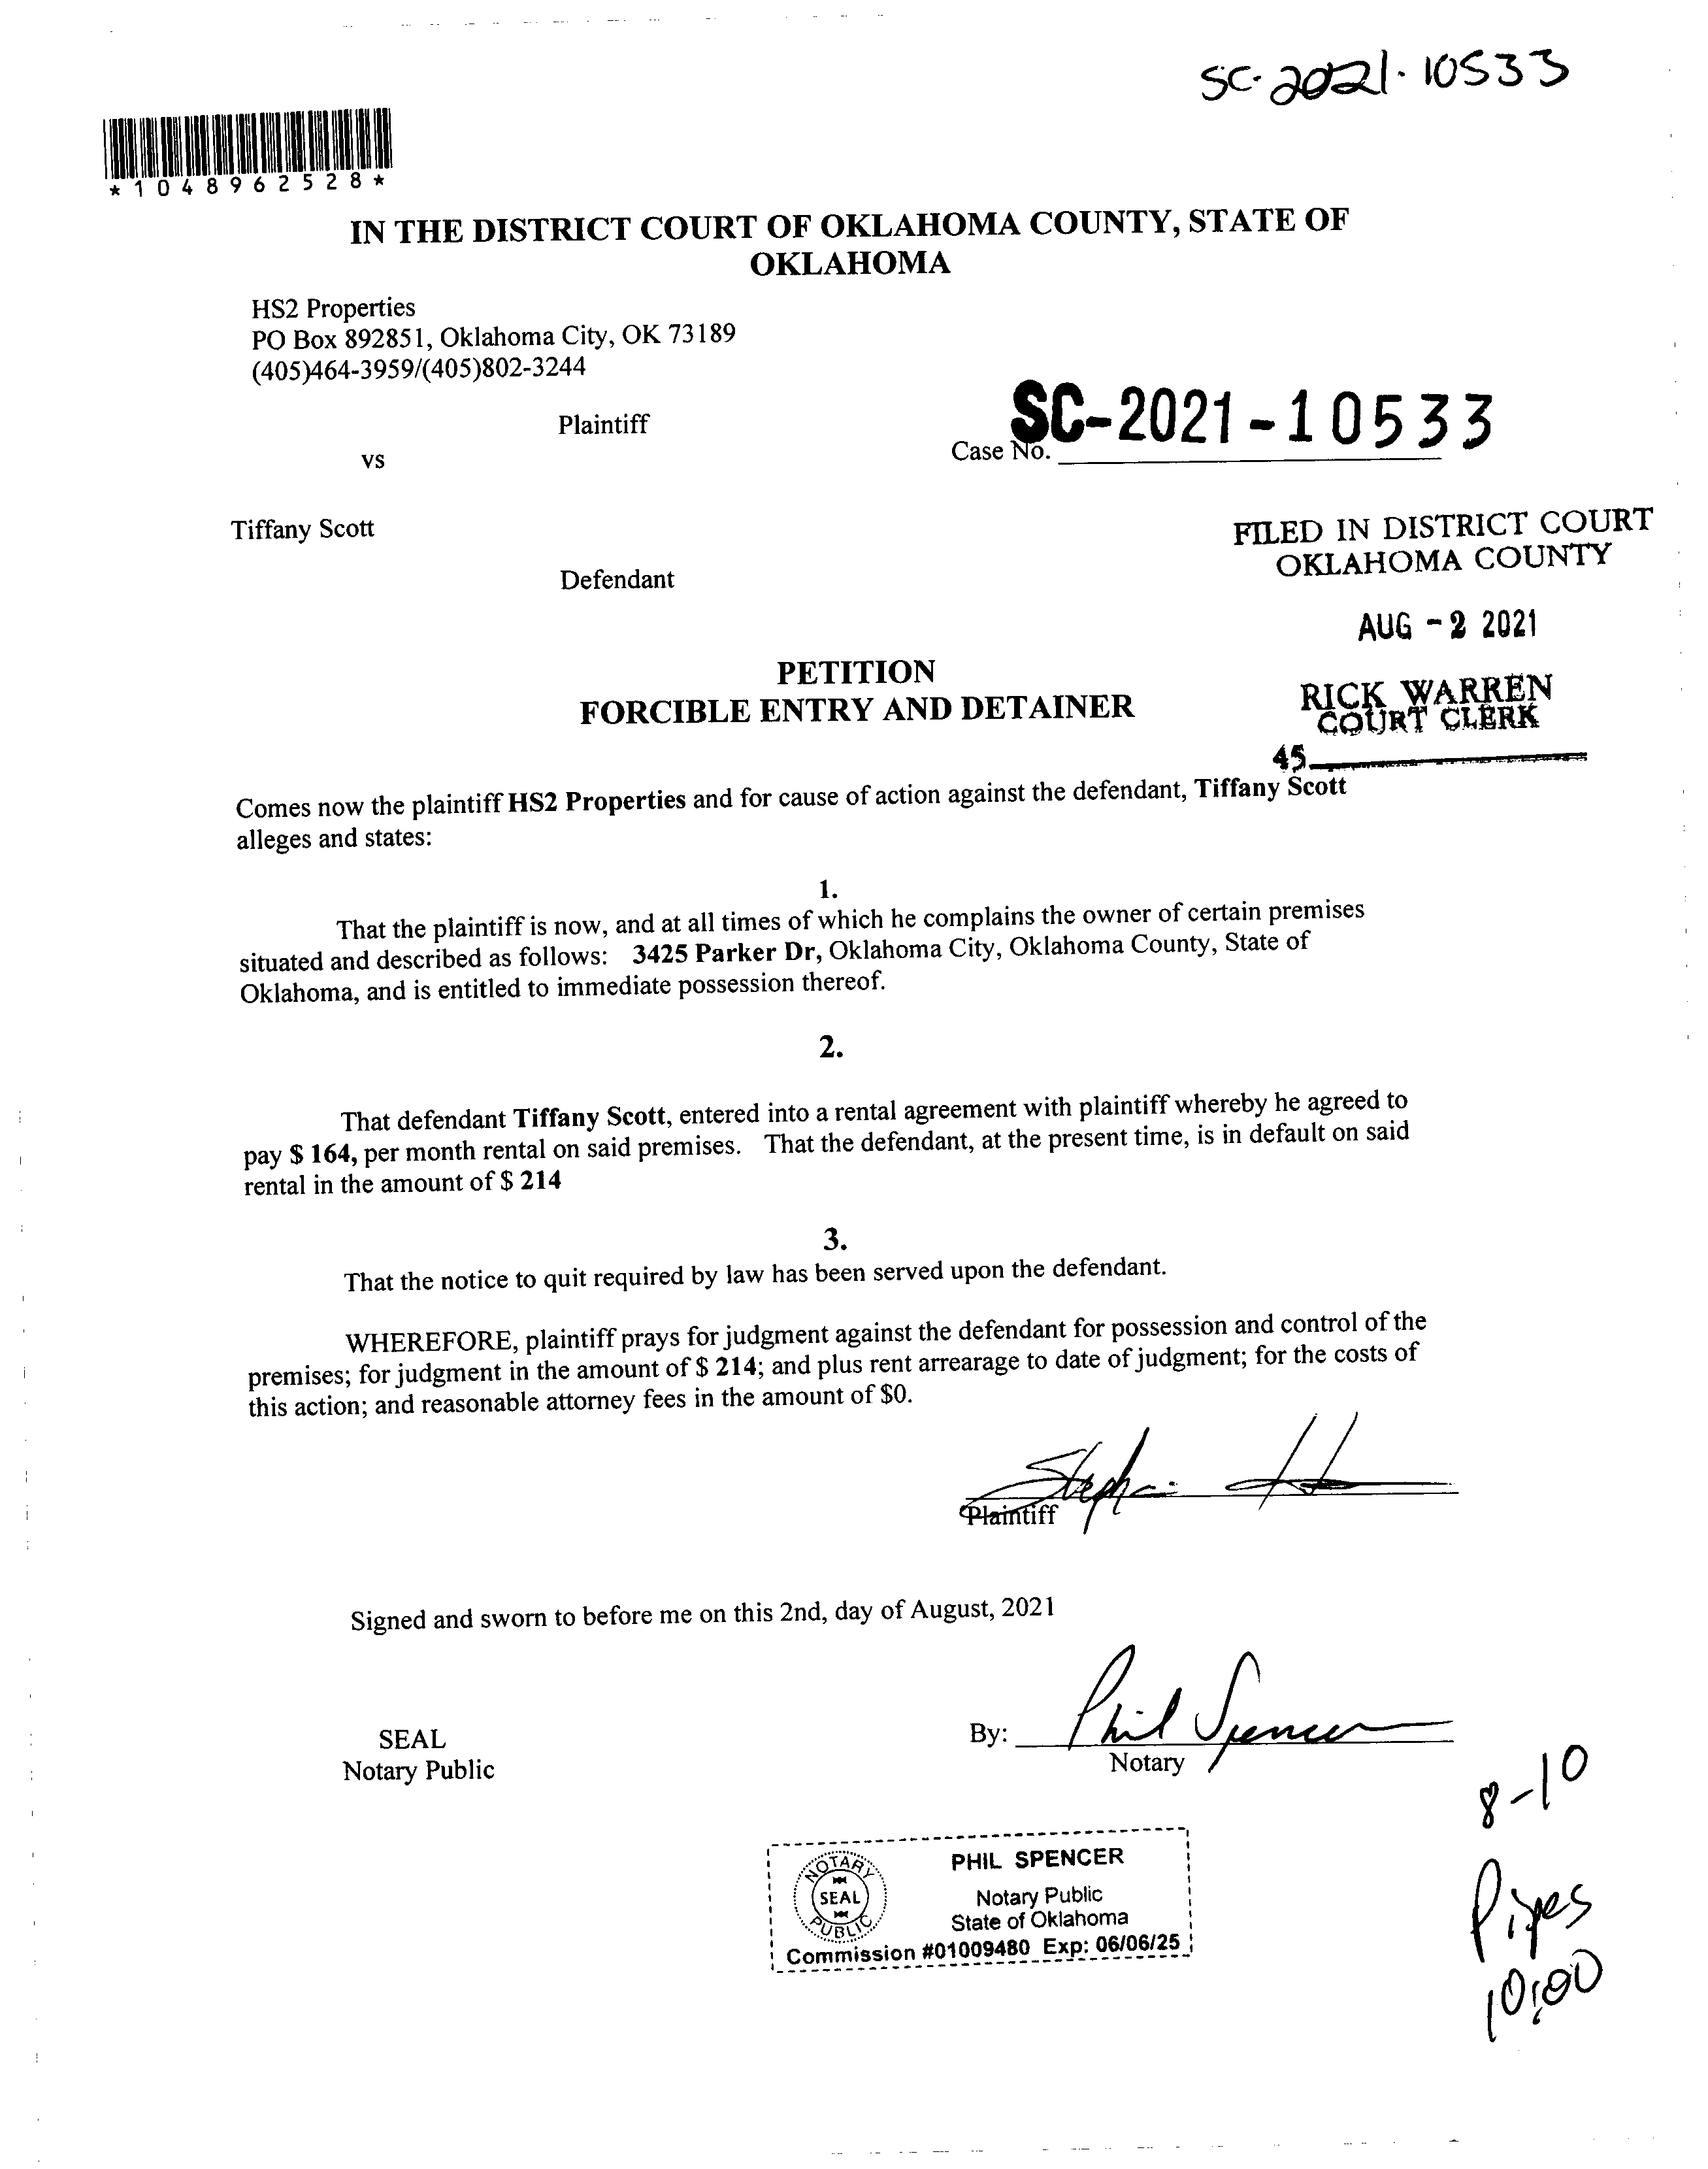 SC-2021-10533
*1048962528*
IN THE DISTRICT COURT OF OKLAHOMA COUNTY, STATE OF
OKLAHOMA
HS2 Properties
PO Box 892851, Oklahoma City, OK 73189
(405)464-3959/(405)802-3244
Plaintiff
vs
Case No. SC-2021-10533
Tiffany Scott
Defendant
FILED IN DISTRICT COURT
OKLAHOMA COUNTY
AUG -2 2021
RICK WARREN
COURT CLERK
45
PETITION
FORCIBLE ENTRY AND DETAINER
Comes now the plaintiff HS2 Properties and for cause of action against the defendant, Tiffany Scott
alleges and states:
1.
That the plaintiff is now, and at all times of which he complains the owner of certain premises
situated and described as follows: 3425 Parker Dr, Oklahoma City, Oklahoma County, State of
Oklahoma, and is entitled to immediate possession thereof.
2.
That defendant Tiffany Scott, entered into a rental agreement with plaintiff whereby he agreed to
pay $ 164, per month rental on said premises. That the defendant, at the present time, is in default on said
rental in the amount of $ 214
3.
That the notice to quit required by law has been served upon the defendant.
WHEREFORE, plaintiff prays for judgment against the defendant for possession and control of the
premises; for judgment in the amount of $ 214; and plus rent arrearage to date of judgment; for the costs of
this action; and reasonable attorney fees in the amount of $0.
Plaintiff
Signed and sworn to before me on this 2nd, day of August, 2021
By: Phil Spencer
Notary
SEAL
Notary Public
NOTARY
SEAL
PUBLIC
PHIL SPENCER
Notary Public
State of Oklahoma
Commission #01009480 Exp: 06/06/25
8-10
Pipes
10:00